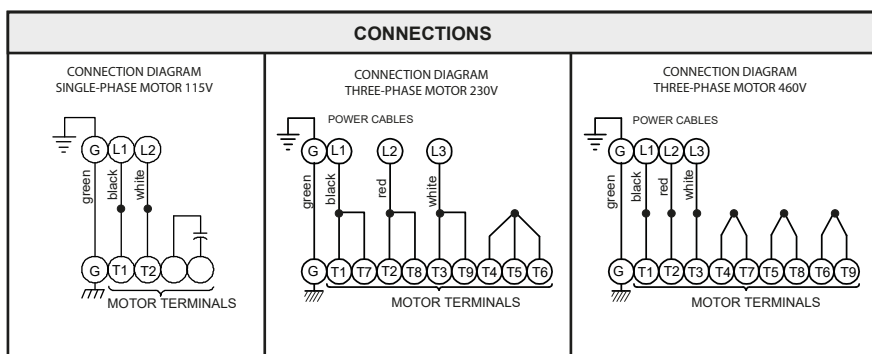 CONNECTIONS
CONNECTION DIAGRAM
SINGLE-PHASE MOTOR 115V
G L1 L2
green
black
white
G T1 T2
MOTOR TERMINALS
CONNECTION DIAGRAM
THREE-PHASE MOTOR 230V
POWER CABLES
G L1 L2 L3
green
black
red
white
G T1 T7 T2 T8 T3 T9 T4 T5 T6
MOTOR TERMINALS
CONNECTION DIAGRAM
THREE-PHASE MOTOR 460V
POWER CABLES
G L1 L2 L3
green
black
red
white
G T1 T2 T3 T4 T7 T5 T8 T6 T9
MOTOR TERMINALS